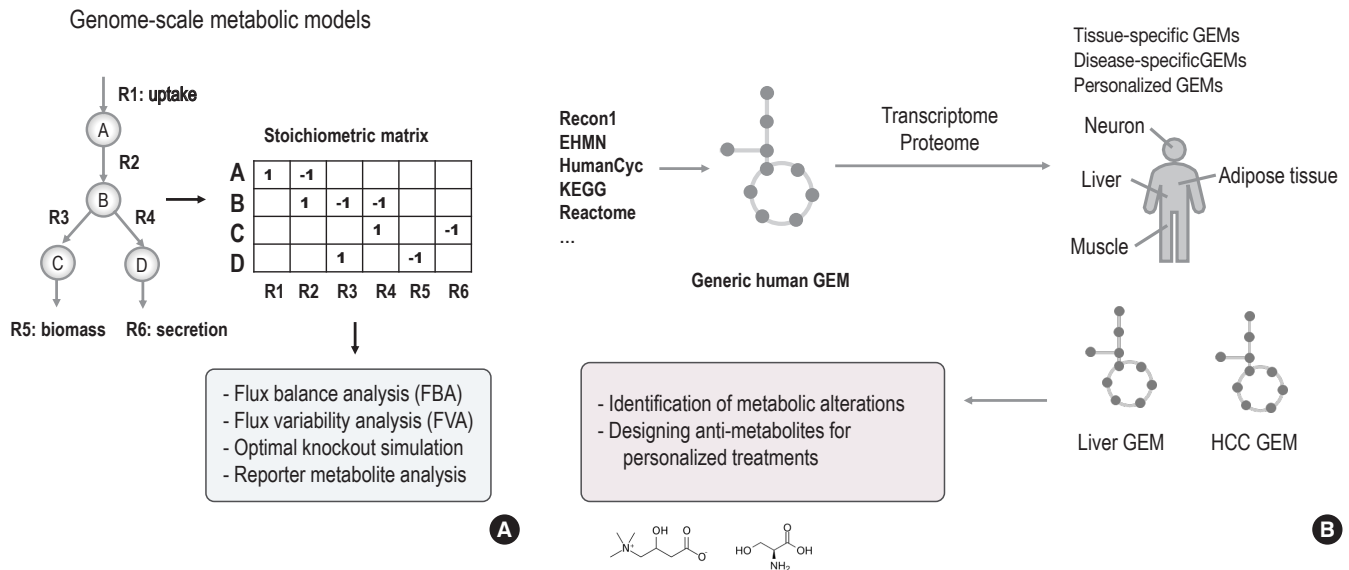 Genome-scale metabolic models
R1: uptake
A
R2
B
R3
R4
C
D
R5: biomass
R6: secretion
Stoichiometric matrix
A 1 -1
B 1 -1 -1
C 1 -1
D 1 -1
R1 R2 R3 R4 R5 R6
- Flux balance analysis (FBA)
- Flux variability analysis (FVA)
- Optimal knockout simulation
- Reporter metabolite analysis
A
Recon1
EHMN
HumanCyc
KEGG
Reactome
...
Generic human GEM
Transcriptome
Proteome
Tissue-specific GEMs
Disease-specificGEMs
Personalized GEMs
Neuron
Liver
Adipose tissue
Muscle
Liver GEM
HCC GEM
- Identification of metabolic alterations
- Designing anti-metabolites for
personalized treatments
N+
OH
O
O-
HO
O
OH
NH2
B